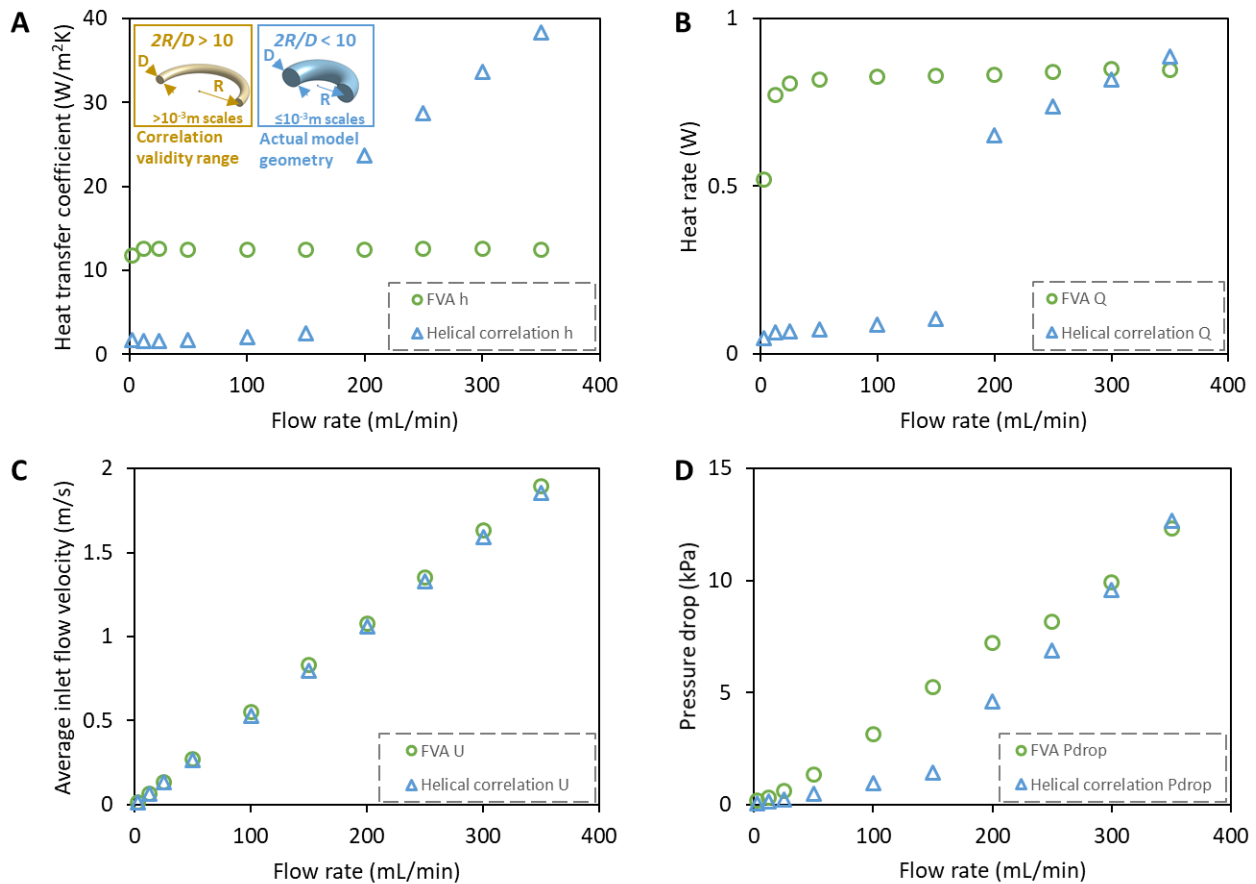 A
Heat transfer coefficient (W/m²K)
40
30
20
10
0
0 100 200 300 400
Flow rate (mL/min)
2R/D > 10
D
R
>10⁻³m scales
Correlation
validity range
2R/D < 10
D
R
≤10⁻³m scales
Actual model
geometry
FVA h
Helical correlation h
B
Heat rate (W)
1
0.5
0
0 100 200 300 400
Flow rate (mL/min)
FVA Q
Helical correlation Q
C
Average inlet flow velocity (m/s)
2
1.5
1
0.5
0
0 100 200 300 400
Flow rate (mL/min)
FVA U
Helical correlation U
D
Pressure drop (kPa)
15
10
5
0
0 100 200 300 400
Flow rate (mL/min)
FVA Pdrop
Helical correlation Pdrop